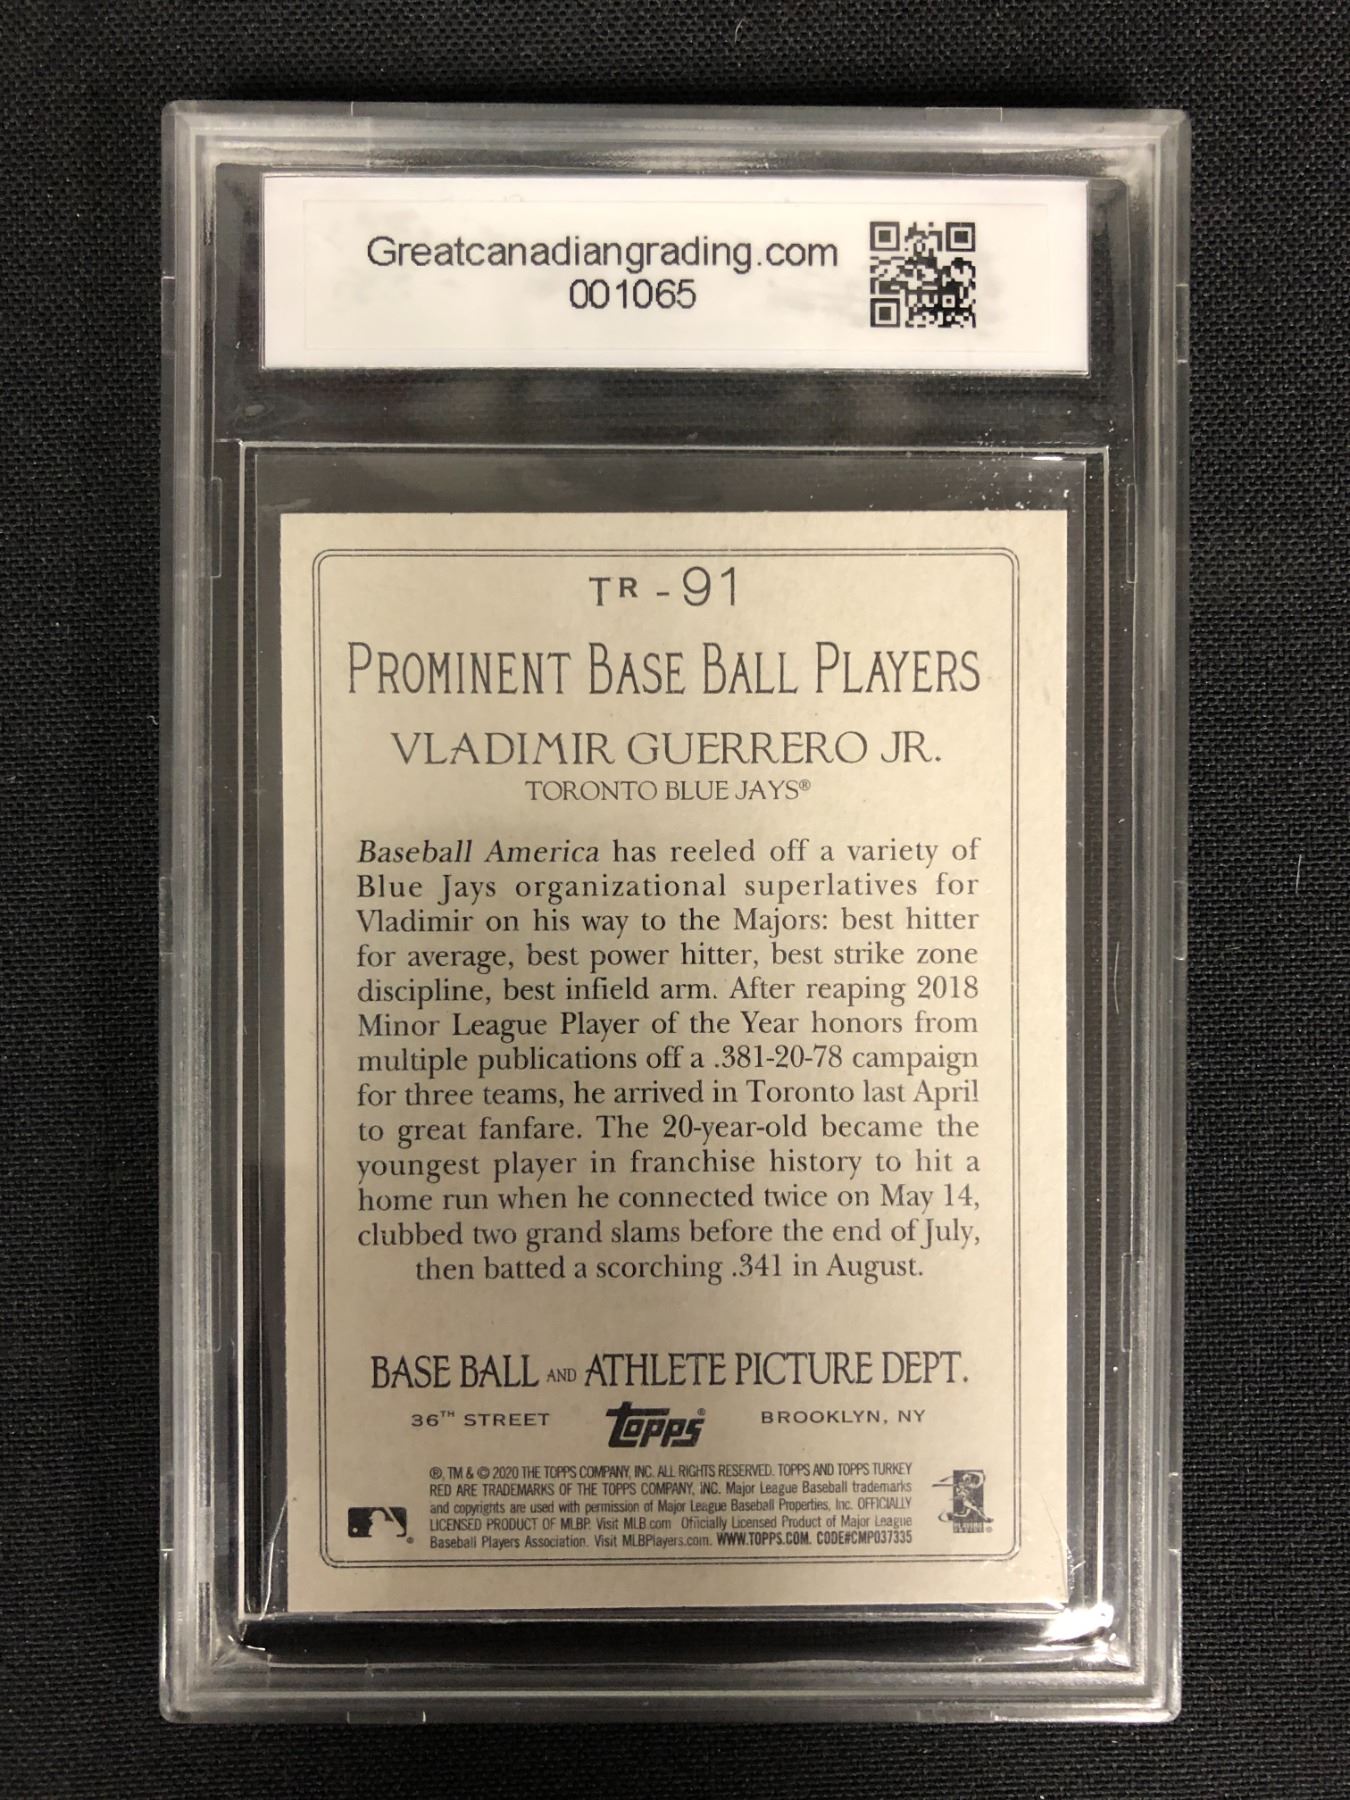 Greatcanadiangrading.com
001065
TR-91
PROMINENT BASE BALL PLAYERS
VLADIMIR GUERRERO JR.
TORONTO BLUE JAYS®
Baseball America has reeled off a variety of
Blue Jays organizational superlatives for
Vladimir on his way to the Majors: best hitter
for average, best power hitter, best strike zone
discipline, best infield arm. After reaping 2018
Minor League Player of the Year honors from
multiple publications off a .381-20-78 campaign
for three teams, he arrived in Toronto last April
to great fanfare. The 20-year-old became the
youngest player in franchise history to hit a
home run when he connected twice on May 14,
clubbed two grand slams before the end of July,
then batted a scorching .341 in August.
BASE BALL AND ATHLETE PICTURE DEPT.
36TH STREET topps® BROOKLYN, NY
®, TM & © 2020 THE TOPPS COMPANY, INC. ALL RIGHTS RESERVED. TOPPS AND TOPPS TURKEY
RED ARE TRADEMARKS OF THE TOPPS COMPANY, INC. Major League Baseball trademarks
and copyrights are used with permission of Major League Baseball Properties, Inc. OFFICIALLY
LICENSED PRODUCT OF MLBP. Visit MLB.com Officially Licensed Product of Major League
Baseball Players Association. Visit MLBPlayers.com. WWW.TOPPS.COM. CODE#CMP037335